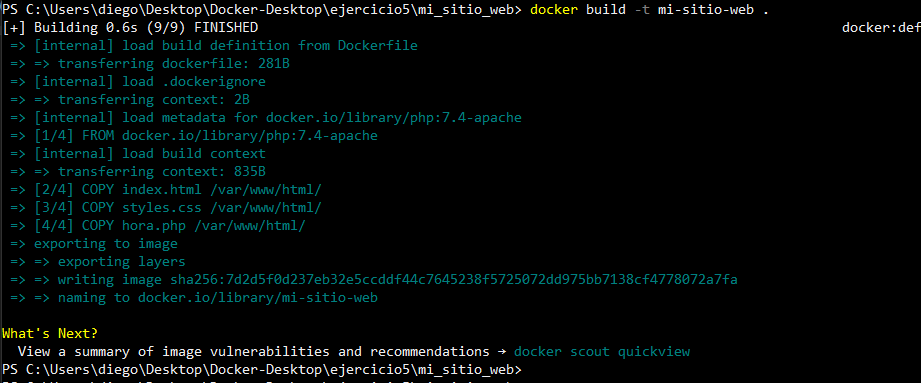 PS C:\Users\diego\Desktop\Docker-Desktop\ejercicio5\mi_sitio_web> docker build -t mi-sitio-web .
[+] Building 0.6s (9/9) FINISHED docker:def
=> [internal] load build definition from Dockerfile
=> => transferring dockerfile: 281B
=> [internal] load .dockerignore
=> => transferring context: 2B
=> [internal] load metadata for docker.io/library/php:7.4-apache
=> [1/4] FROM docker.io/library/php:7.4-apache
=> [internal] load build context
=> => transferring context: 835B
=> [2/4] COPY index.html /var/www/html/
=> [3/4] COPY styles.css /var/www/html/
=> [4/4] COPY hora.php /var/www/html/
=> exporting to image
=> => exporting layers
=> => writing image sha256:7d2d5f0d237eb32e5ccddf44c7645238f5725072dd975bb7138cf4778072a7fa
=> => naming to docker.io/library/mi-sitio-web
What's Next?
View a summary of image vulnerabilities and recommendations → docker scout quickview
PS C:\Users\diego\Desktop\Docker-Desktop\ejercicio5\mi_sitio_web>